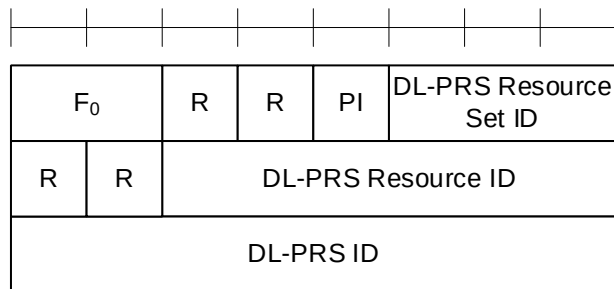 F₀ R R PI DL-PRS Resource
Set ID
R R DL-PRS Resource ID
DL-PRS ID